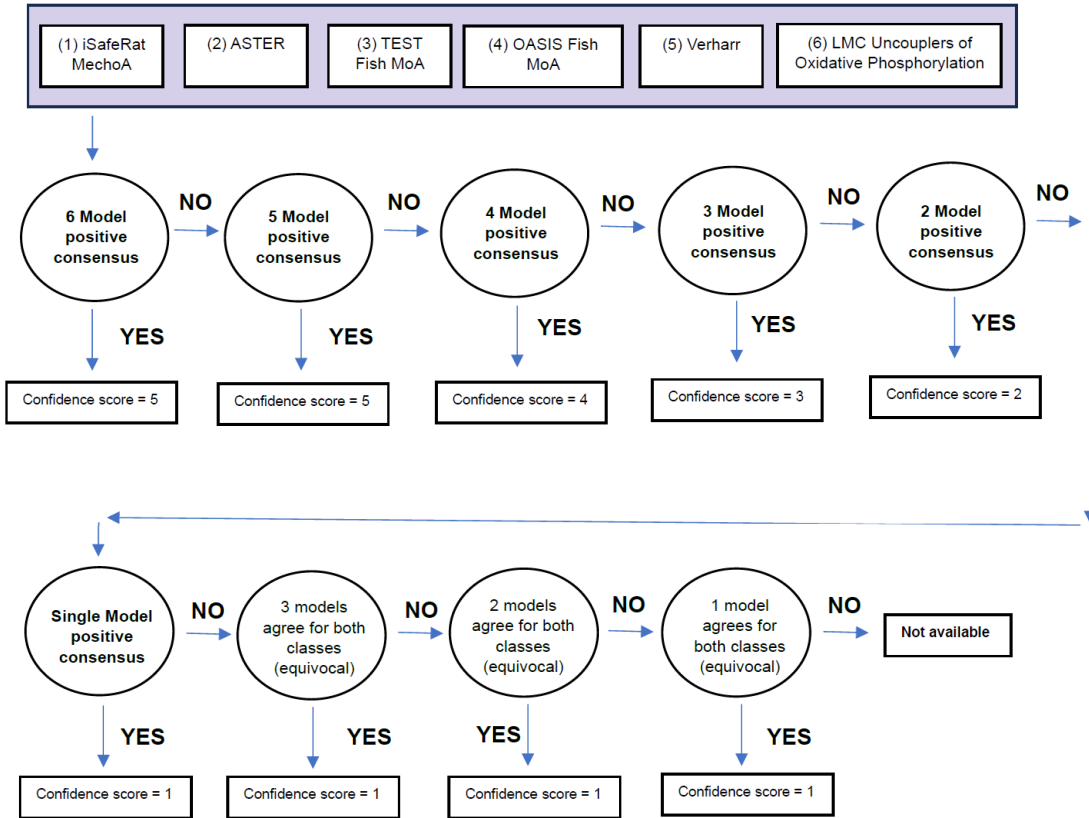 (1) iSafeRat
MechoA
(2) ASTER
(3) TEST
Fish MoA
(4) OASIS Fish
MoA
(5) Verharr
(6) LMC Uncouplers of
Oxidative Phosphorylation
6 Model
positive
consensus
NO
5 Model
positive
consensus
NO
4 Model
positive
consensus
NO
3 Model
positive
consensus
NO
2 Model
positive
consensus
NO
YES
YES
YES
YES
YES
Confidence score = 5
Confidence score = 5
Confidence score = 4
Confidence score = 3
Confidence score = 2
Single Model
positive
consensus
NO
3 models
agree for both
classes
(equivocal)
NO
2 models
agree for both
classes
(equivocal)
NO
1 model
agrees for
both classes
(equivocal)
NO
Not available
YES
YES
YES
YES
Confidence score = 1
Confidence score = 1
Confidence score = 1
Confidence score = 1